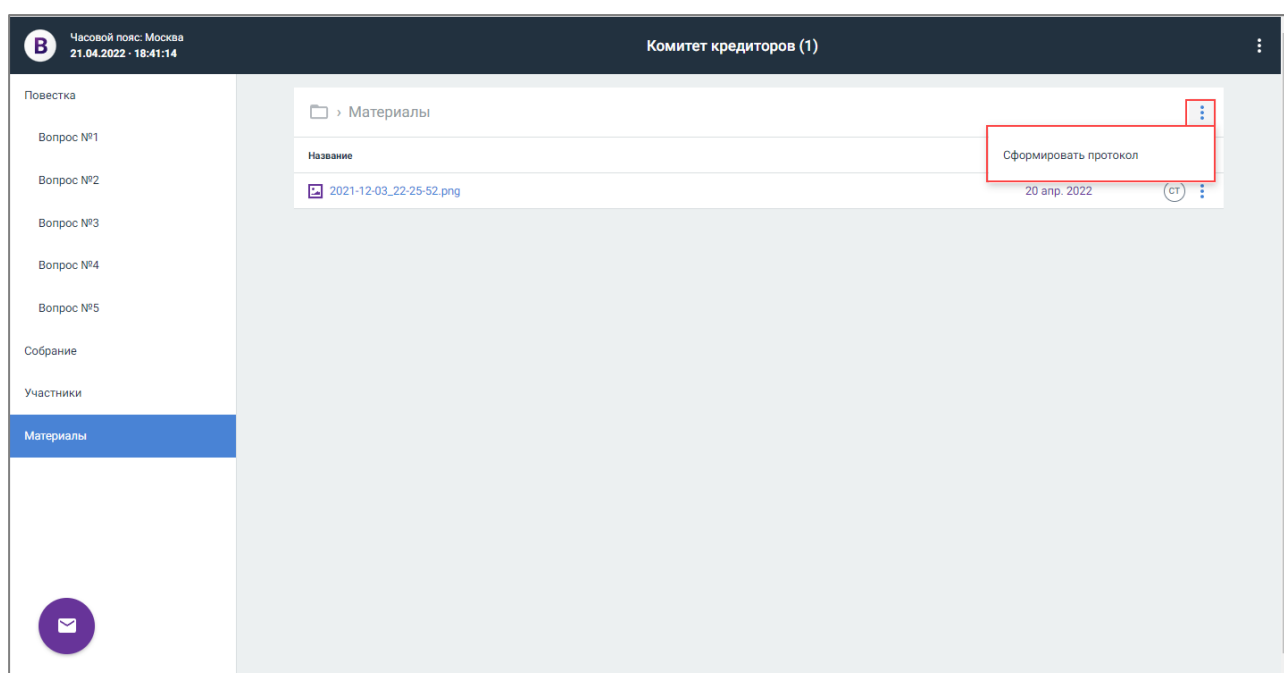 B
Часовой пояс: Москва
21.04.2022 - 18:41:14
Комитет кредиторов (1)
Повестка
Вопрос №1
Вопрос №2
Вопрос №3
Вопрос №4
Вопрос №5
Собрание
Участники
Материалы
› Материалы
Сформировать протокол
Название
2021-12-03_22-25-52.png
20 апр. 2022
СТ